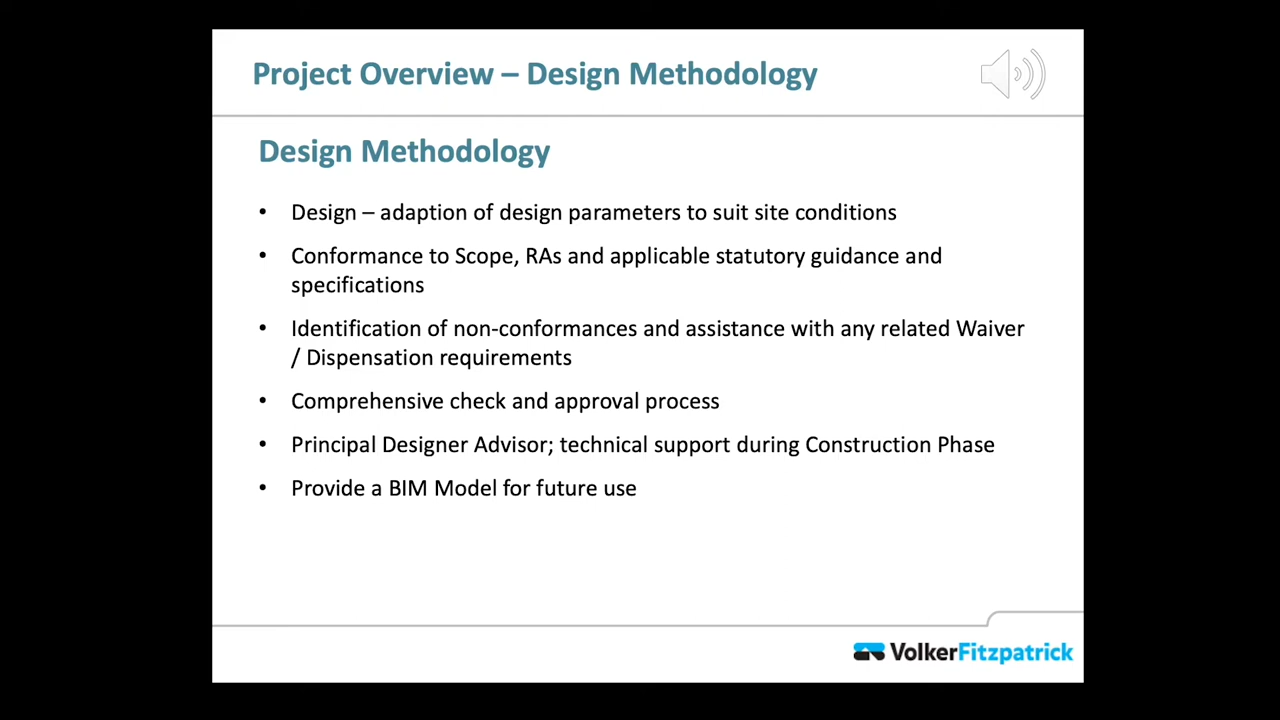 Project Overview – Design Methodology
Design Methodology
• Design – adaption of design parameters to suit site conditions
• Conformance to Scope, RAs and applicable statutory guidance and
specifications
• Identification of non-conformances and assistance with any related Waiver
/ Dispensation requirements
• Comprehensive check and approval process
• Principal Designer Advisor; technical support during Construction Phase
• Provide a BIM Model for future use
VolkerFitzpatrick